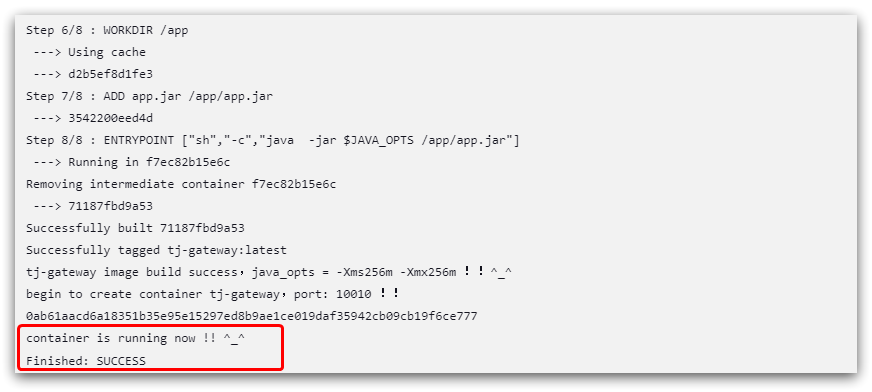 Step 6/8 : WORKDIR /app
---> Using cache
---> d2b5ef8d1fe3
Step 7/8 : ADD app.jar /app/app.jar
---> 3542200eed4d
Step 8/8 : ENTRYPOINT ["sh","-c","java  -jar $JAVA_OPTS /app/app.jar"]
---> Running in f7ec82b15e6c
Removing intermediate container f7ec82b15e6c
---> 71187fbd9a53
Successfully built 71187fbd9a53
Successfully tagged tj-gateway:latest
tj-gateway image build success，java_opts = -Xms256m -Xmx256m ！！^_^
begin to create container tj-gateway，port: 10010 ！！
0ab61aacd6a18351b35e95e15297ed8b9ae1ce019daf35942cb09cb19f6ce777
container is running now !! ^_^
Finished: SUCCESS